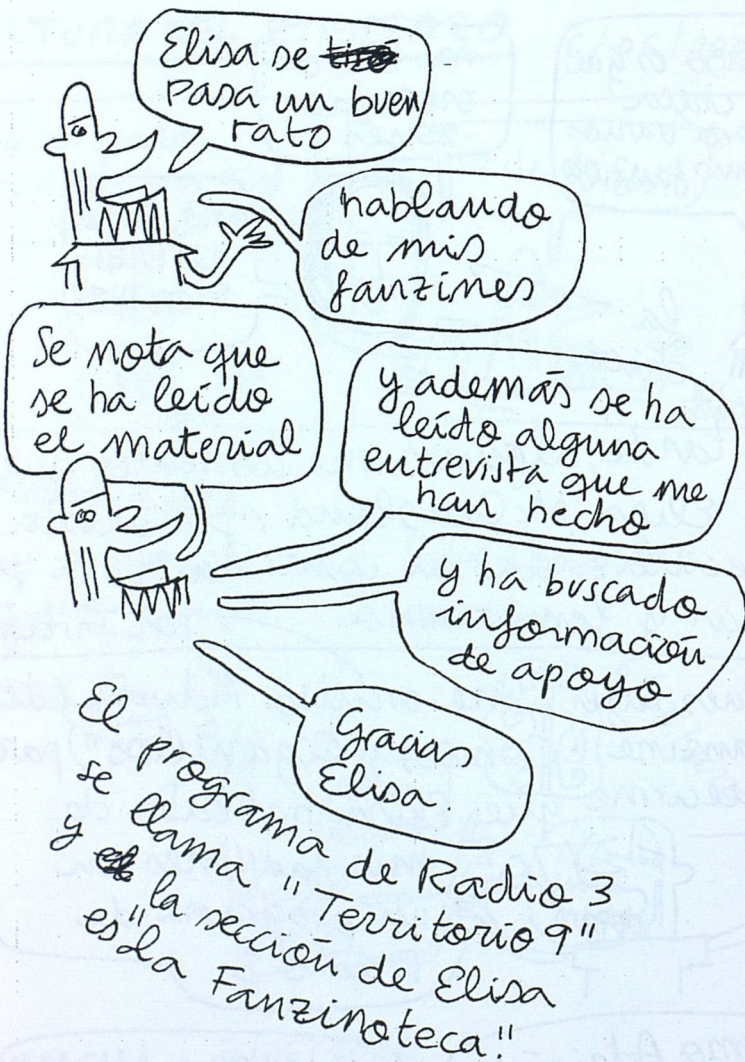 Elisa se
pasa un buen
rato
hablando
de mis
fanzines
Se nota que
se ha leído
el material
y además se ha
leído alguna
entrevista que me
han hecho
y ha buscado
información
de apoyo
Gracias
Elisa.
El programa de Radio 3
se llama "Territorio 9"
y la sección de Elisa
es "La Fanzinoteca".